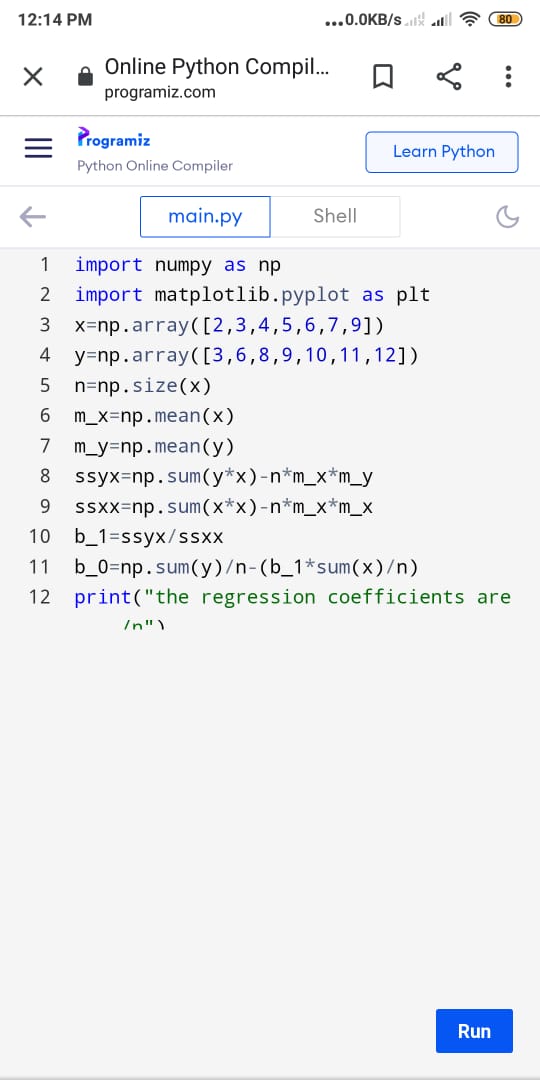 12:14 PM
...0.0KB/s
80
Online Python Compil...
programiz.com
Programiz
Python Online Compiler
Learn Python
main.py
Shell
1 import numpy as np
2 import matplotlib.pyplot as plt
3 x=np.array([2,3,4,5,6,7,9])
4 y=np.array([3,6,8,9,10,11,12])
5 n=np.size(x)
6 m_x=np.mean(x)
7 m_y=np.mean(y)
8 ssyx=np.sum(y*x)-n*m_x*m_y
9 ssxx=np.sum(x*x)-n*m_x*m_x
10 b_1=ssyx/ssxx
11 b_0=np.sum(y)/n-(b_1*sum(x)/n)
12 print("the regression coefficients are
/n")
Run